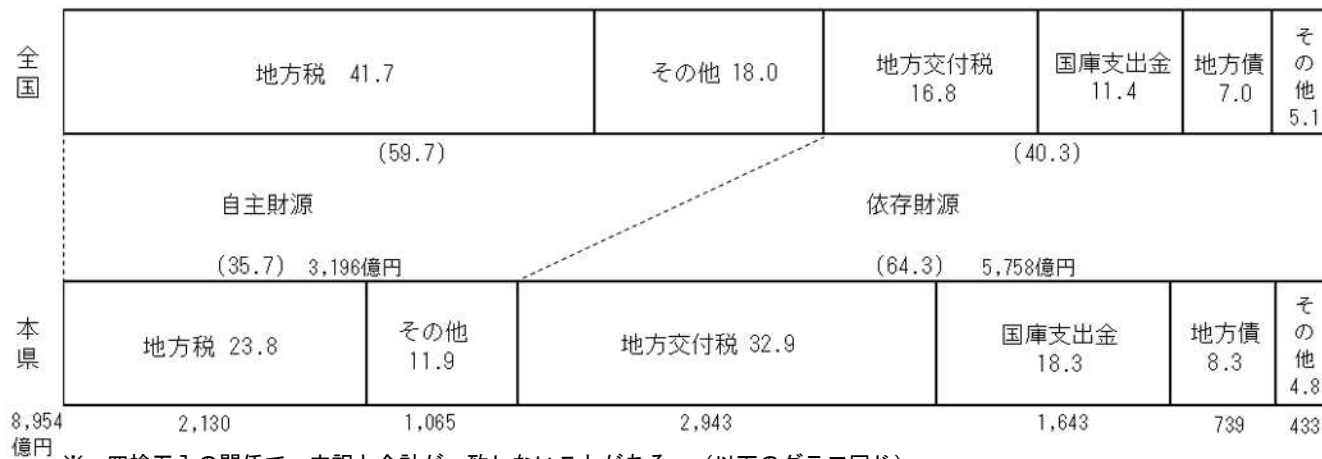 全国
地方税 41.7
その他 18.0
地方交付税
16.8
国庫支出金
11.4
地方債
7.0
その他
5.1
(59.7)
(40.3)
自主財源
依存財源
(35.7) 3,196億円
(64.3) 5,758億円
本県
地方税 23.8
その他
11.9
地方交付税 32.9
国庫支出金
18.3
地方債
8.3
その他
4.8
8,954
億円
2,130
1,065
2,943
1,643
739
433